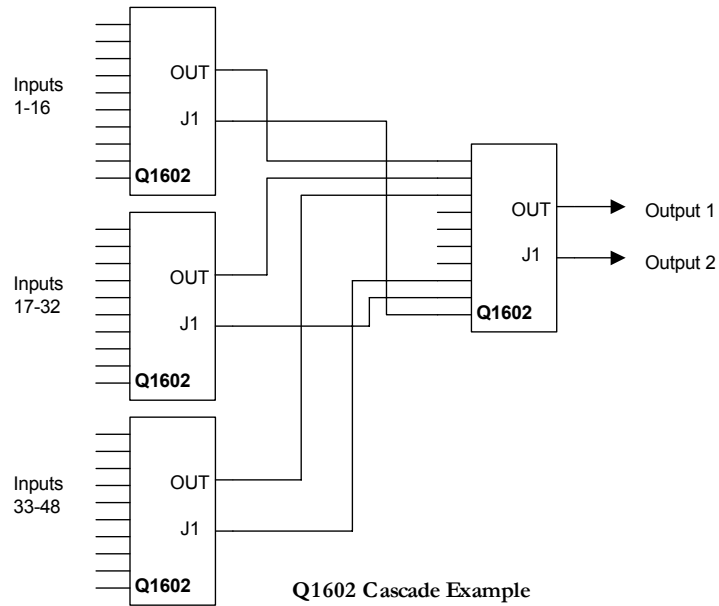 Inputs
1-16
OUT
J1
Q1602
Inputs
17-32
OUT
J1
Q1602
Inputs
33-48
OUT
J1
Q1602
OUT
J1
Q1602
Output 1
Output 2
Q1602 Cascade Example